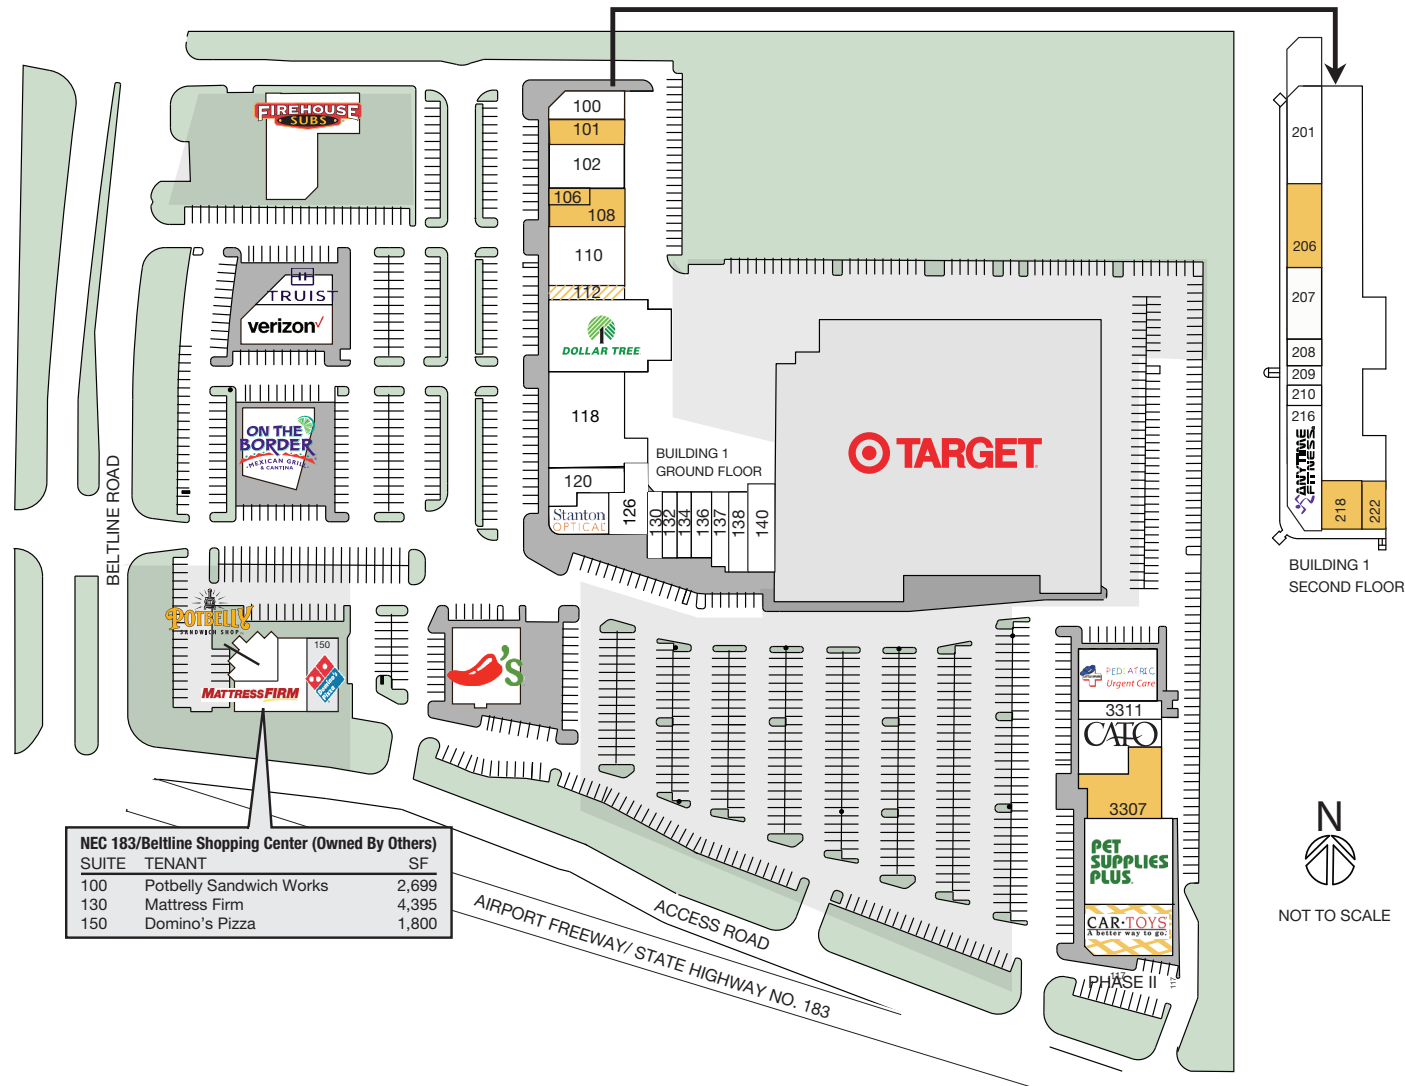 FIREHOUSE
SUBS
TRUIST
verizon✓
ON THE
BORDER
MEXICAN GRILL
& CANTINA
BELTLINE ROAD
POTBELLY
SANDWICH SHOP
150
MATTRESSFIRM
Domino's
Pizza
'S
100
101
102
106
108
110
112
DOLLAR TREE
118
BUILDING 1
GROUND FLOOR
120
Stanton
OPTICAL
126
130
132
134
136
137
138
140
TARGET
201
206
207
208
209
210
216
ANYTIME
FITNESS
218
222
BUILDING 1
SECOND FLOOR
PEDIATRIC
Urgent Care
3311
CATO
3307
PET
SUPPLIES
PLUS
CAR·TOYS
A better way to go.
PHASE II
117
117
N
NOT TO SCALE
NEC 183/Beltline Shopping Center (Owned By Others)
SUITE TENANT SF
100 Potbelly Sandwich Works 2,699
130 Mattress Firm 4,395
150 Domino's Pizza 1,800
ACCESS ROAD
AIRPORT FREEWAY/ STATE HIGHWAY NO. 183